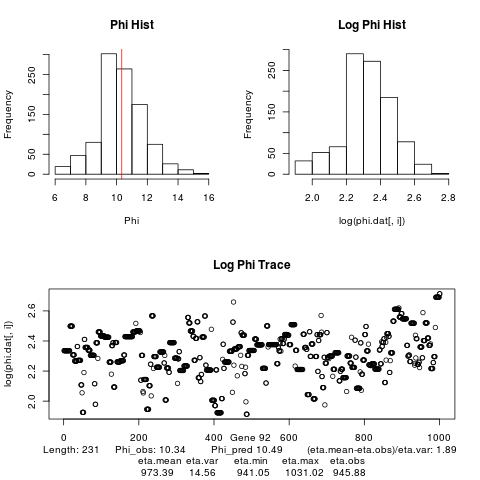 Phi Hist
Log Phi Hist
Frequency
250
150
50
0
6 8 10 12 14 16
Phi
Frequency
250
150
50
0
2.0 2.2 2.4 2.6 2.8
log(phi.dat[, i])
Log Phi Trace
log(phi.dat[, i])
2.6
2.4
2.2
2.0
0 200 400 600 800 1000
Gene 92
Length: 231 Phi_obs: 10.34 Phi_pred 10.49 (eta.mean-eta.obs)/eta.var: 1.89
eta.mean eta.var eta.min eta.max eta.obs
973.39 14.56 941.05 1031.02 945.88